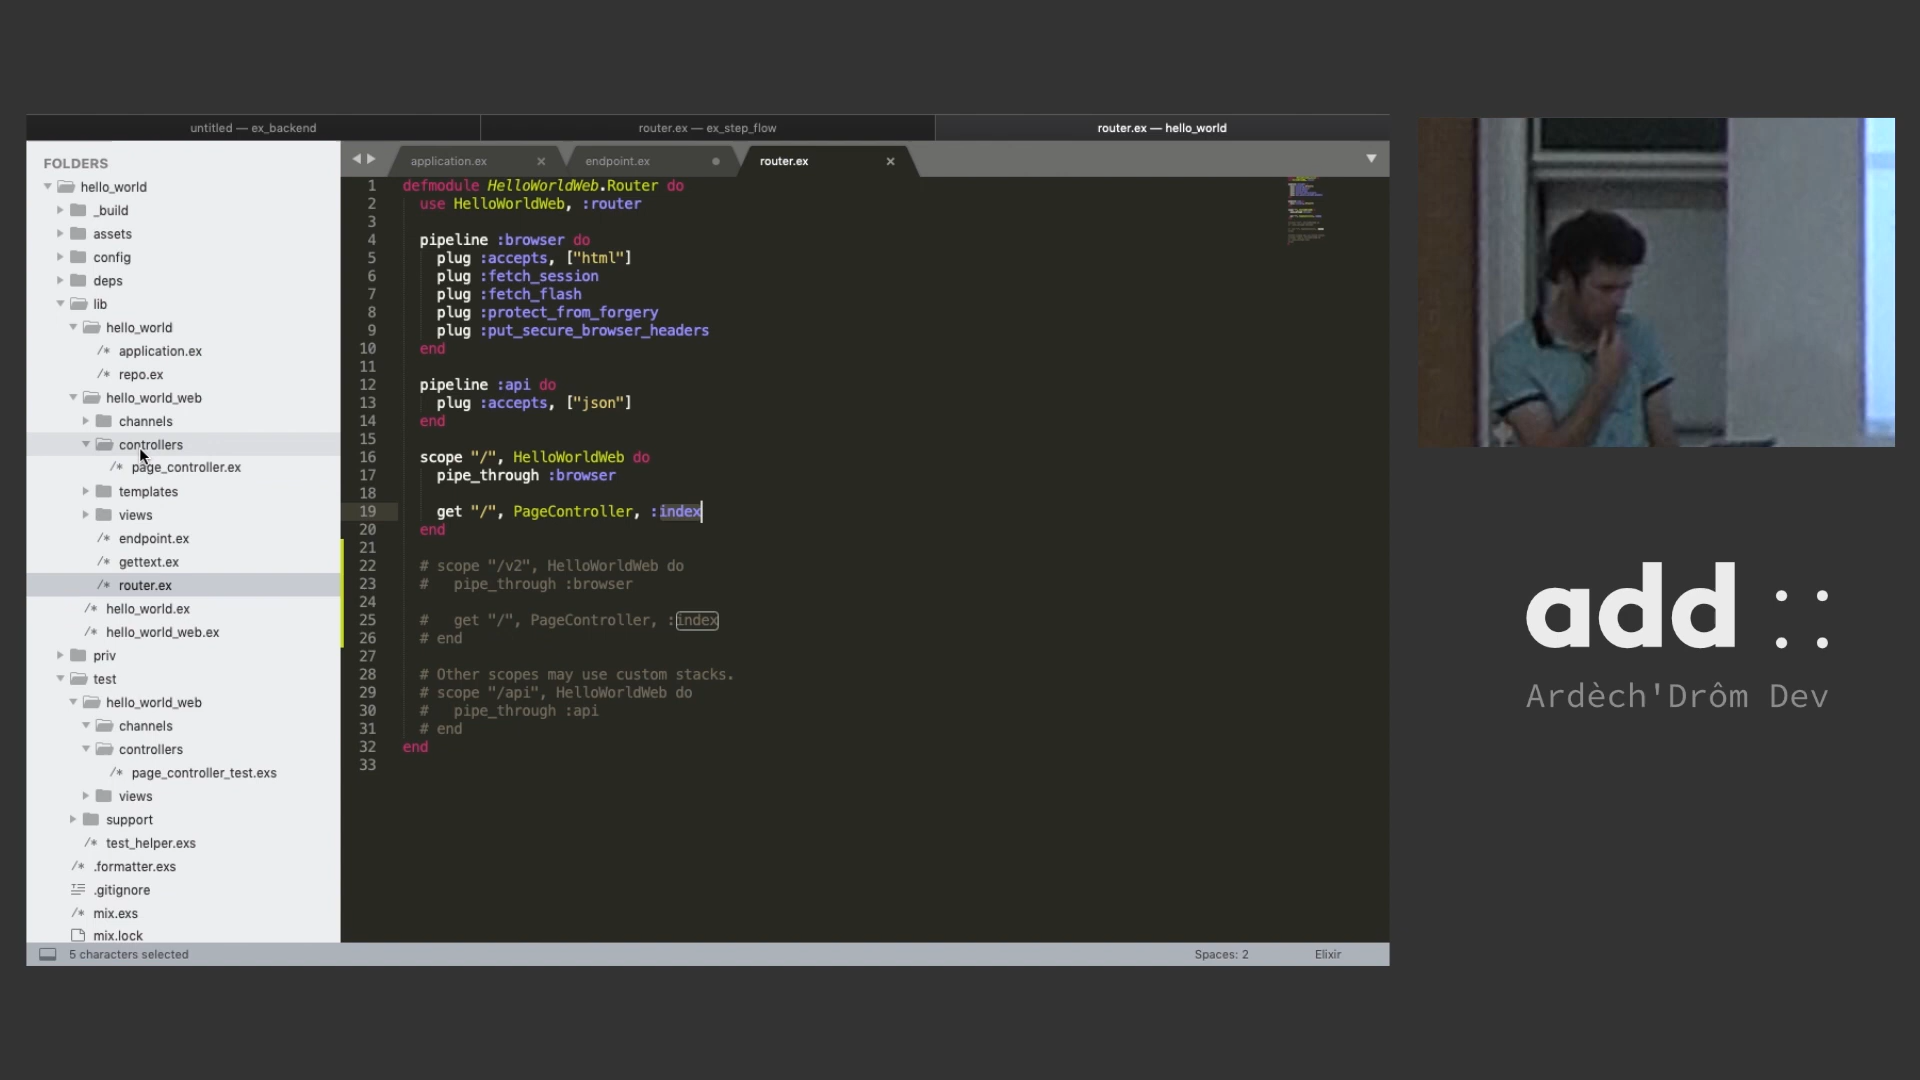 untitled — ex_backend
router.ex — ex_step_flow
router.ex — hello_world
FOLDERS
hello_world
_build
assets
config
deps
lib
hello_world
/* application.ex
/* repo.ex
hello_world_web
channels
controllers
/* page_controller.ex
templates
views
/* endpoint.ex
/* gettext.ex
/* router.ex
/* hello_world.ex
/* hello_world_web.ex
priv
test
hello_world_web
channels
controllers
/* page_controller_test.exs
views
support
/* test_helper.exs
/* .formatter.exs
.gitignore
/* mix.exs
mix.lock
application.ex ×
endpoint.ex
router.ex ×
1 defmodule HelloWorldWeb.Router do
2 use HelloWorldWeb, :router
3
4 pipeline :browser do
5 plug :accepts, ["html"]
6 plug :fetch_session
7 plug :fetch_flash
8 plug :protect_from_forgery
9 plug :put_secure_browser_headers
10 end
11
12 pipeline :api do
13 plug :accepts, ["json"]
14 end
15
16 scope "/", HelloWorldWeb do
17 pipe_through :browser
18
19 get "/", PageController, :index
20 end
21
22 # scope "/v2", HelloWorldWeb do
23 #   pipe_through :browser
24
25 #   get "/", PageController, :index
26 # end
27
28 # Other scopes may use custom stacks.
29 # scope "/api", HelloWorldWeb do
30 #   pipe_through :api
31 # end
32 end
33
5 characters selected
Spaces: 2
Elixir
add ::
Ardèch'Drôm Dev